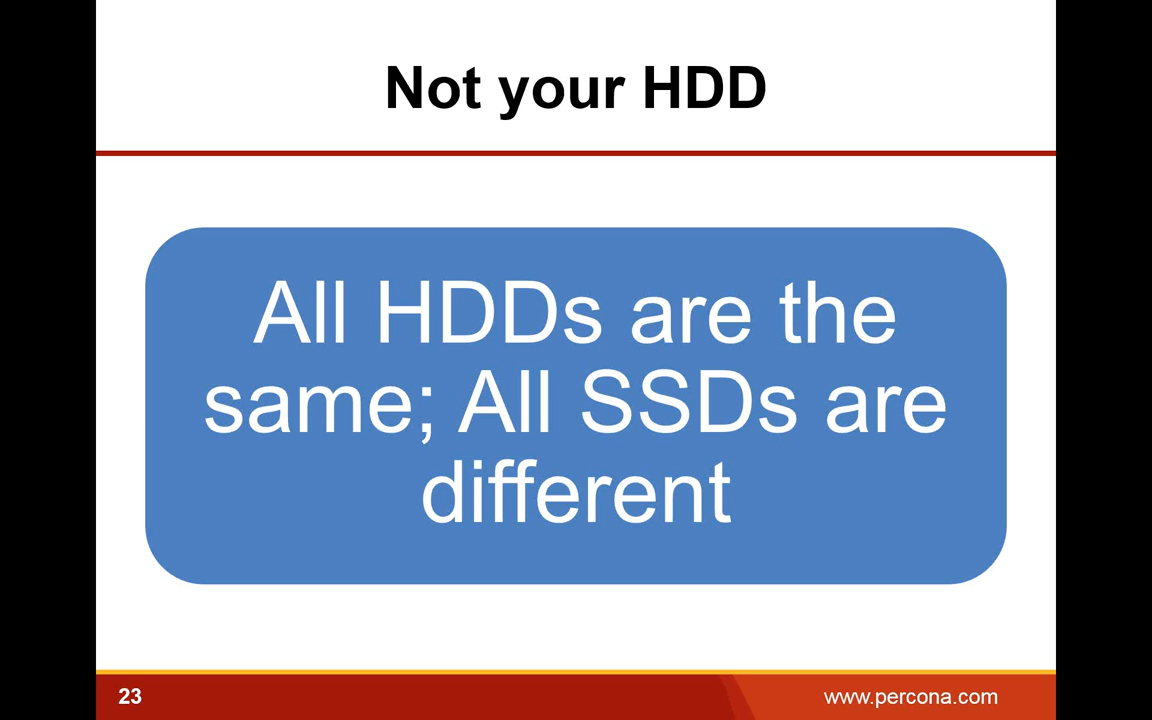 Not your HDD
All HDDs are the
same; All SSDs are
different
23
www.percona.com